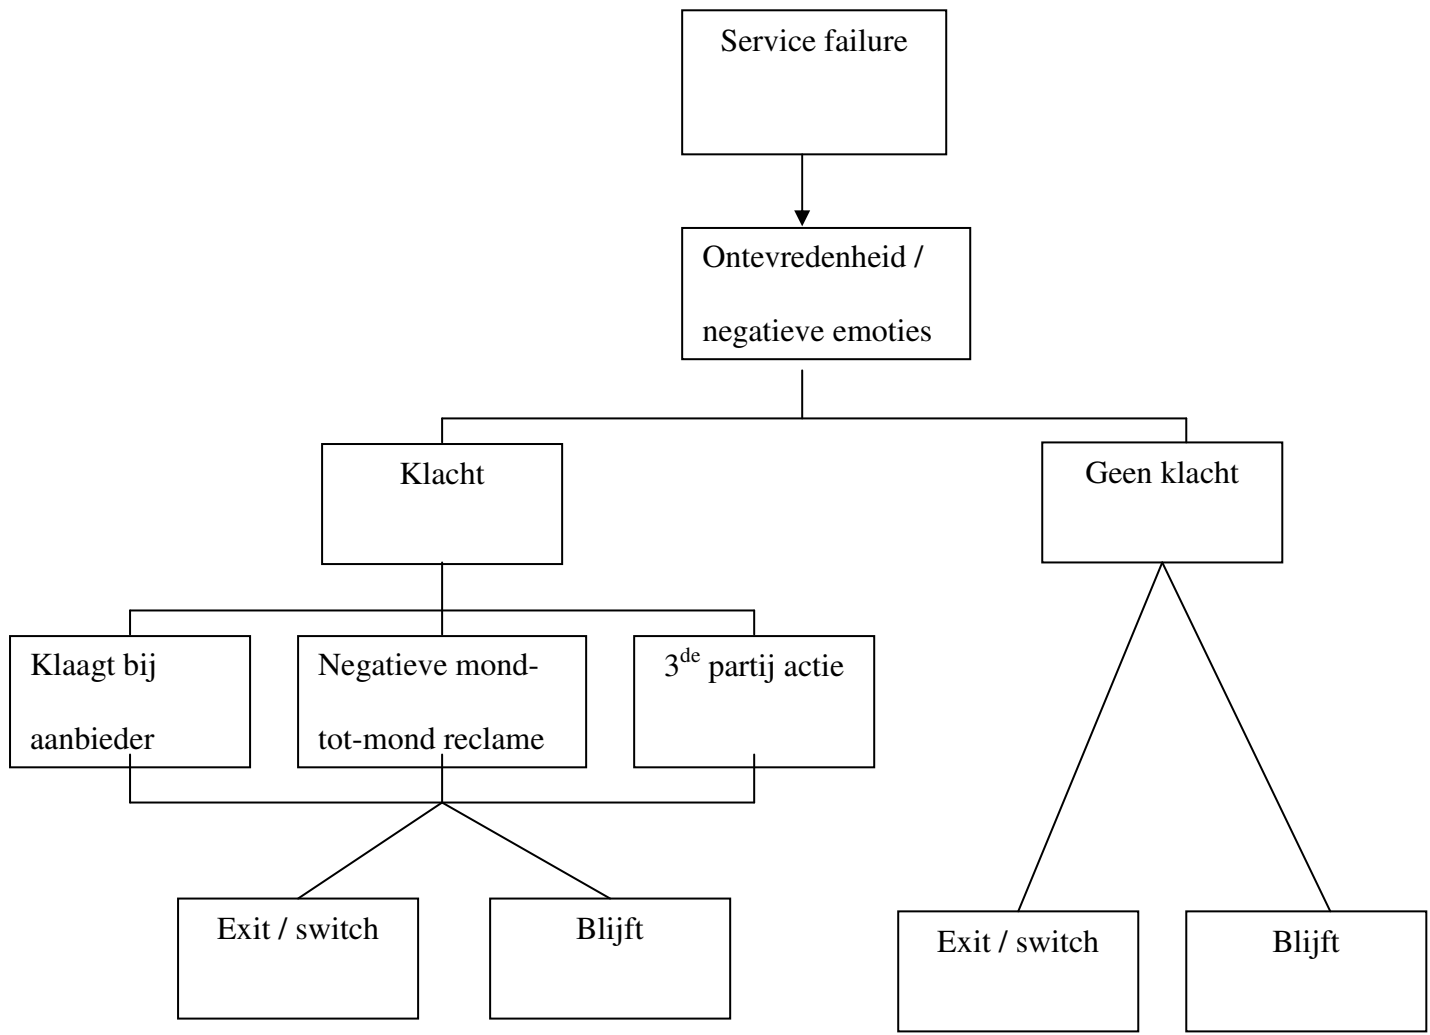 Service failure
Ontevredenheid /
negatieve emoties
Klacht
Geen klacht
Klaagt bij
aanbieder
Negatieve mond-
tot-mond reclame
3de partij actie
Exit / switch
Blijft
Exit / switch
Blijft